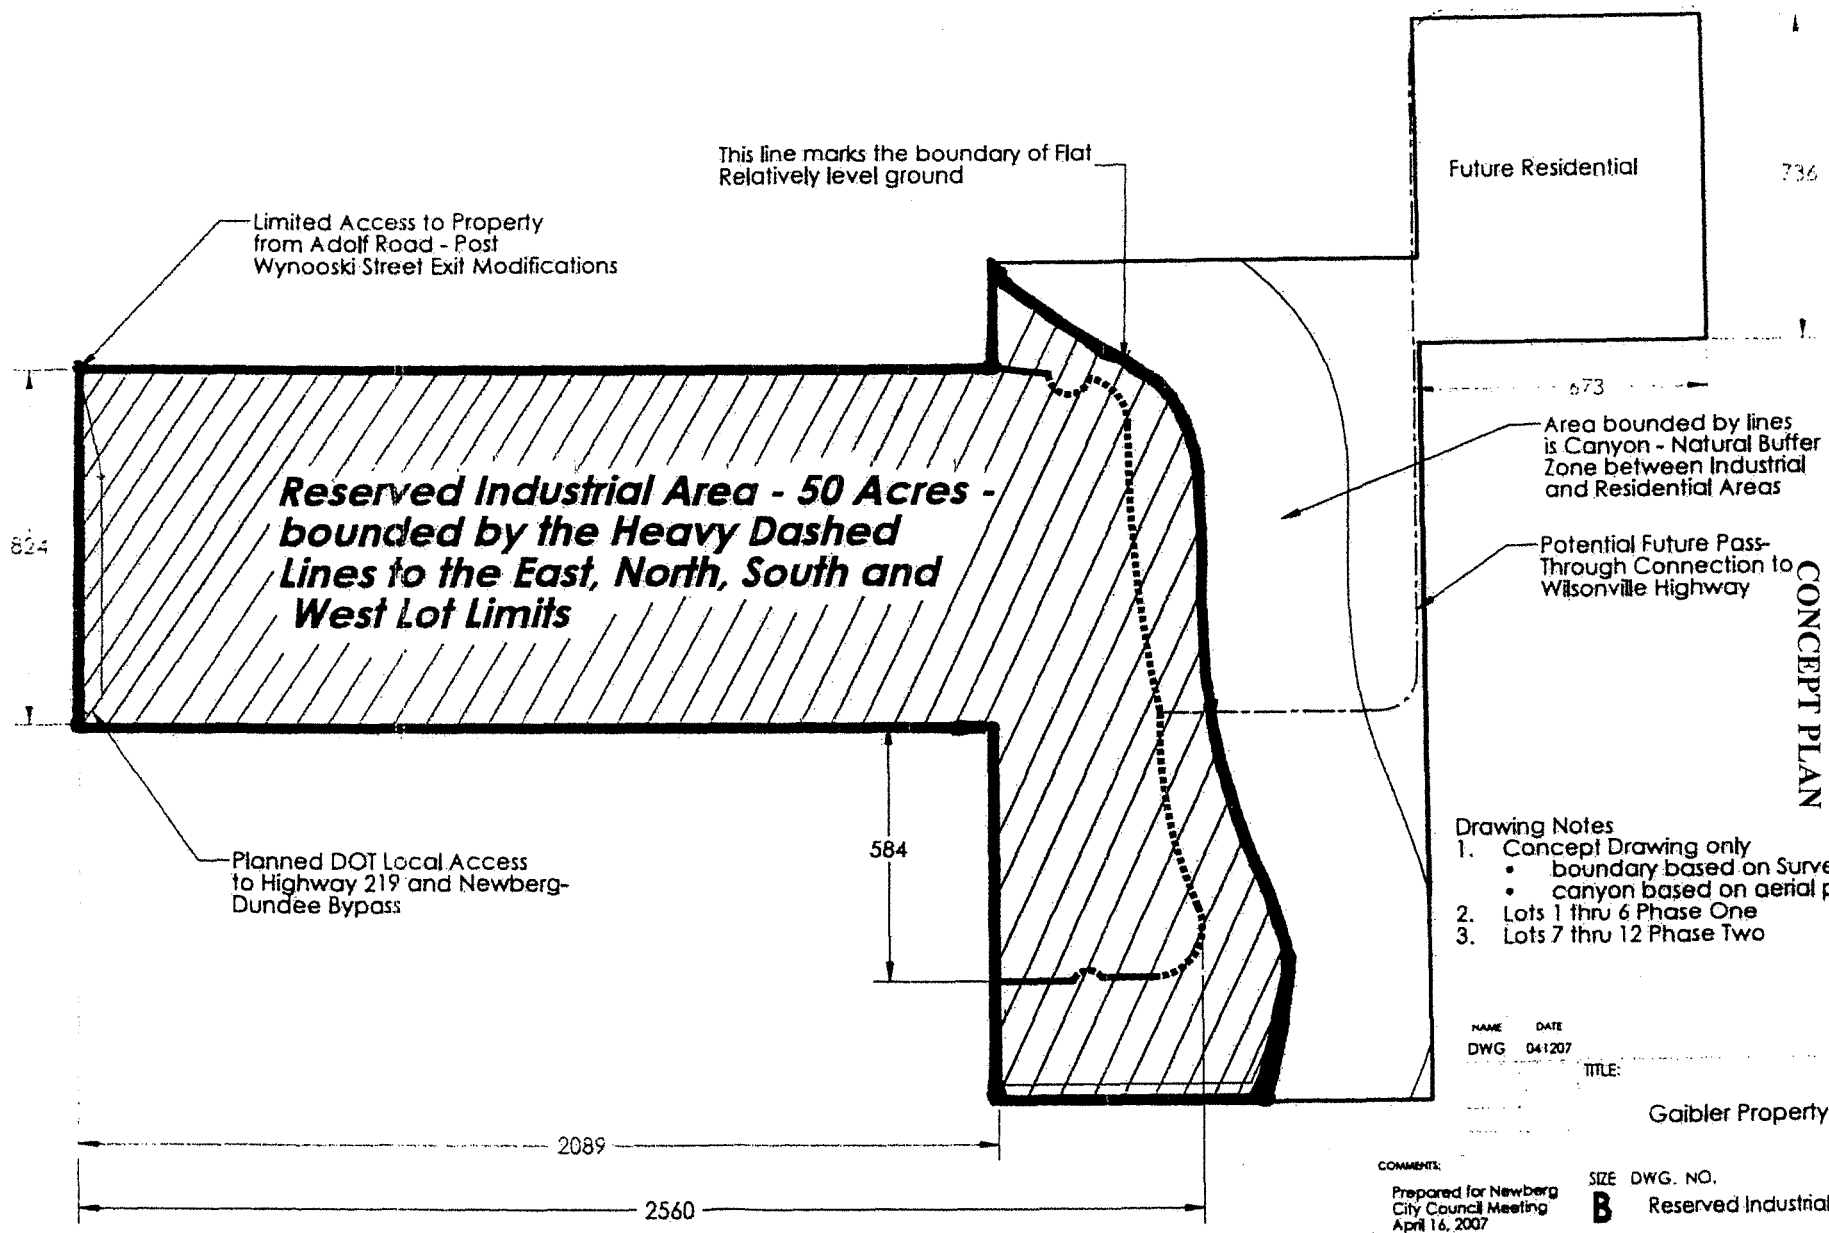 This line marks the boundary of Flat
Relatively level ground
Future Residential
736
Limited Access to Property
from Adolf Road - Post
Wynooski Street Exit Modifications
673
Area bounded by lines
is Canyon - Natural Buffer
Zone between Industrial
and Residential Areas
Reserved Industrial Area - 50 Acres -
bounded by the Heavy Dashed
Lines to the East, North, South and
West Lot Limits
824
Potential Future Pass-
Through Connection to
Wilsonville Highway
CONCEPT PLAN
584
Planned DOT Local Access
to Highway 219 and Newberg-
Dundee Bypass
Drawing Notes
1. Concept Drawing only
• boundary based on Surve
• canyon based on aerial p
2. Lots 1 thru 6 Phase One
3. Lots 7 thru 12 Phase Two
NAME DATE
DWG 041207
TITLE:
Gaibler Property
2089
2560
COMMENTS:
Prepared for Newberg
City Council Meeting
April 16, 2007
SIZE DWG. NO.
B Reserved Industrial